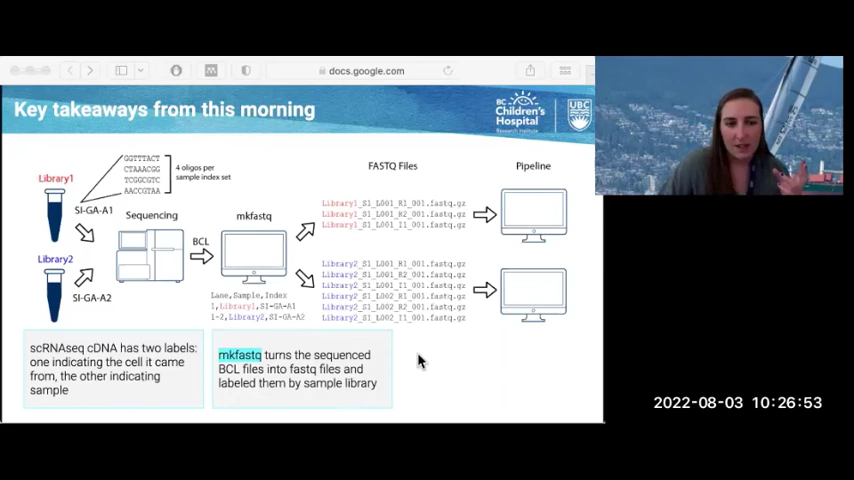 docs.google.com
Key takeaways from this morning
BC
Children's
Hospital
Research Institute
UBC
GGTTTACT
CTAAACGG
TCGGCGTC
AACCGTAA
4 oligos per
sample index set
FASTQ Files
Pipeline
Library1
SI-GA-A1
Sequencing
mkfastq
BCL
Library1_S1_L001_R1_001.fastq.gz
Library1_S1_L001_R2_001.fastq.gz
Library1_S1_L001_I1_001.fastq.gz
Library2
SI-GA-A2
Library2_S1_L001_R1_001.fastq.gz
Library2_S1_L001_R2_001.fastq.gz
Library2_S1_L001_I1_001.fastq.gz
Library2_S1_L002_R1_001.fastq.gz
Library2_S1_L002_R2_001.fastq.gz
Library2_S1_L002_I1_001.fastq.gz
Lane,Sample,Index
1,Library1,SI-GA-A1
1-2,Library2,SI-GA-A2
scRNAseq cDNA has two labels:
one indicating the cell it came
from, the other indicating
sample
mkfastq turns the sequenced
BCL files into fastq files and
labeled them by sample library
2022-08-03 10:26:53